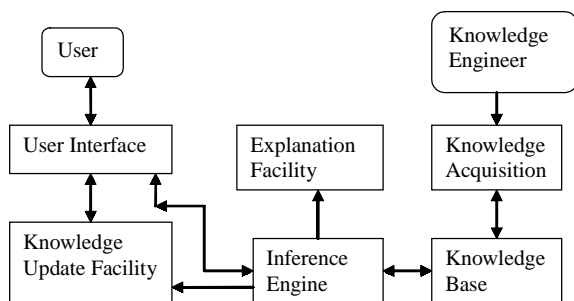 User
Knowledge
Engineer
User Interface
Explanation
Facility
Knowledge
Acquisition
Knowledge
Update Facility
Inference
Engine
Knowledge
Base